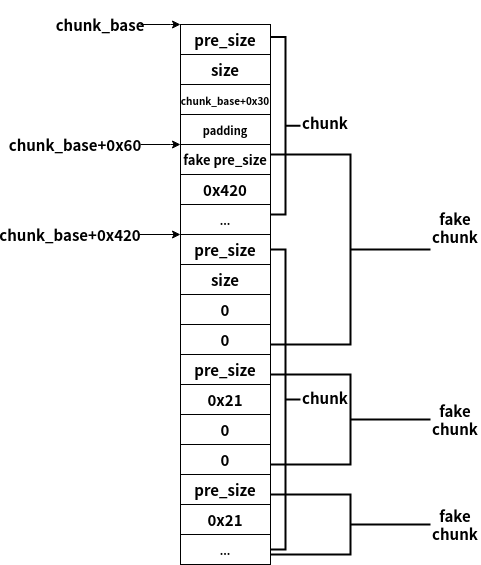 chunk_base
pre_size
size
chunk_base+0x30
chunk
padding
chunk_base+0x60
fake pre_size
0x420
...
fake
chunk
chunk_base+0x420
pre_size
size
0
0
pre_size
0x21
chunk
fake
chunk
0
0
pre_size
0x21
fake
chunk
...